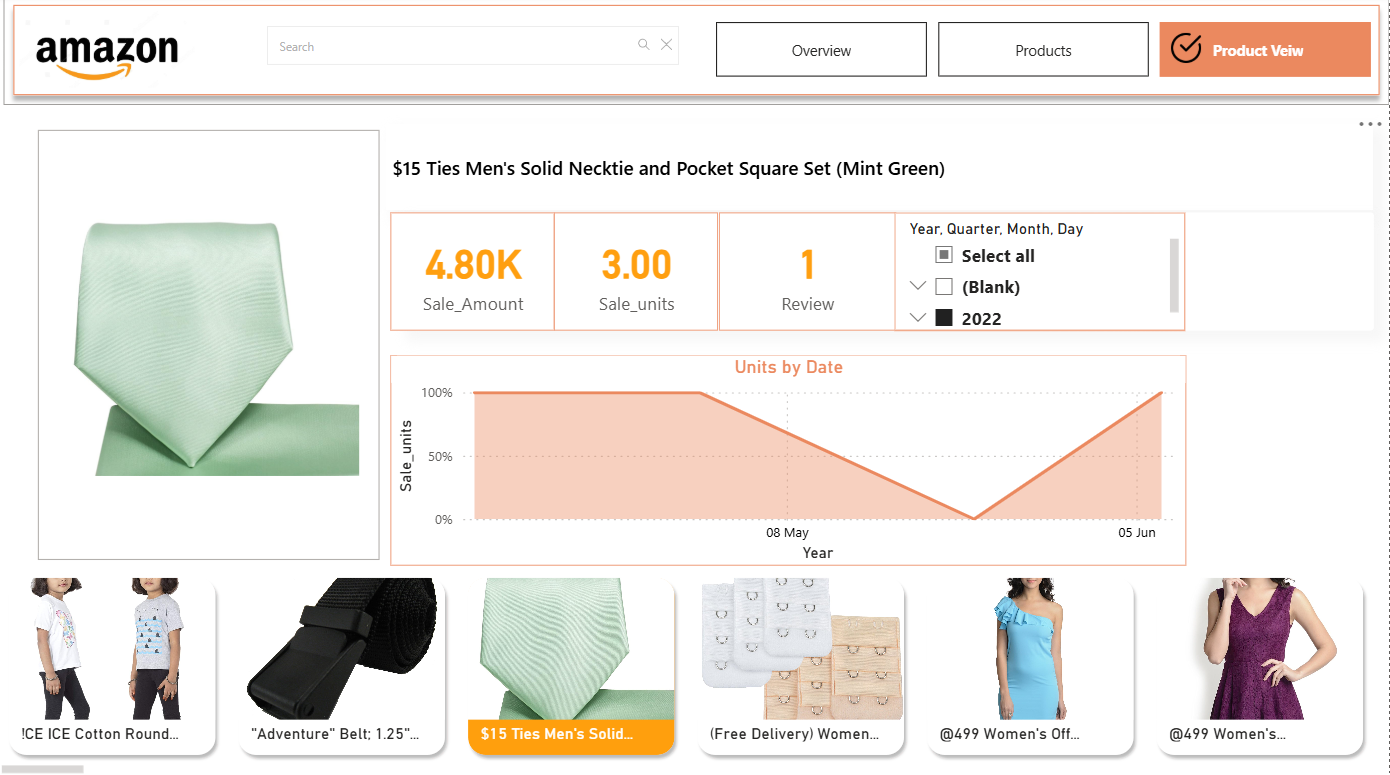 amazon
Search
Overview
Products
Product Veiw
$15 Ties Men's Solid Necktie and Pocket Square Set (Mint Green)
4.80K
Sale_Amount
3.00
Sale_units
1
Review
Year, Quarter, Month, Day
Select all
(Blank)
2022
Units by Date
Sale_units
100%
50%
0%
08 May
05 Jun
Year
!CE ICE Cotton Round...
"Adventure" Belt; 1.25"...
$15 Ties Men's Solid...
(Free Delivery) Women...
@499 Women's Off...
@499 Women's...